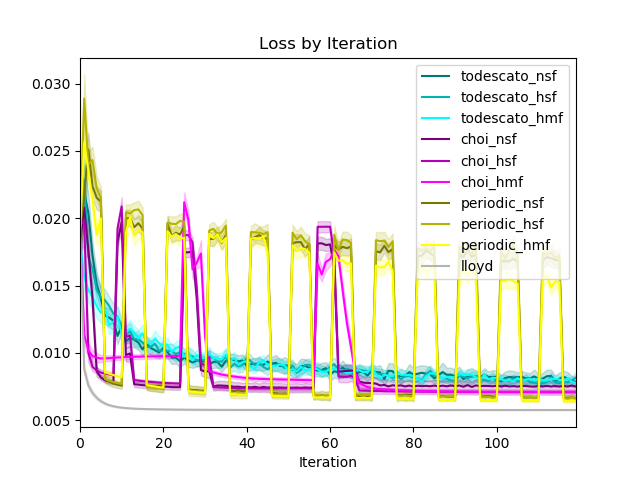 Loss by Iteration
0.030
0.025
0.020
0.015
0.010
0.005
0
20
40
60
80
100
Iteration
todescato_nsf
todescato_hsf
todescato_hmf
choi_nsf
choi_hsf
choi_hmf
periodic_nsf
periodic_hsf
periodic_hmf
lloyd